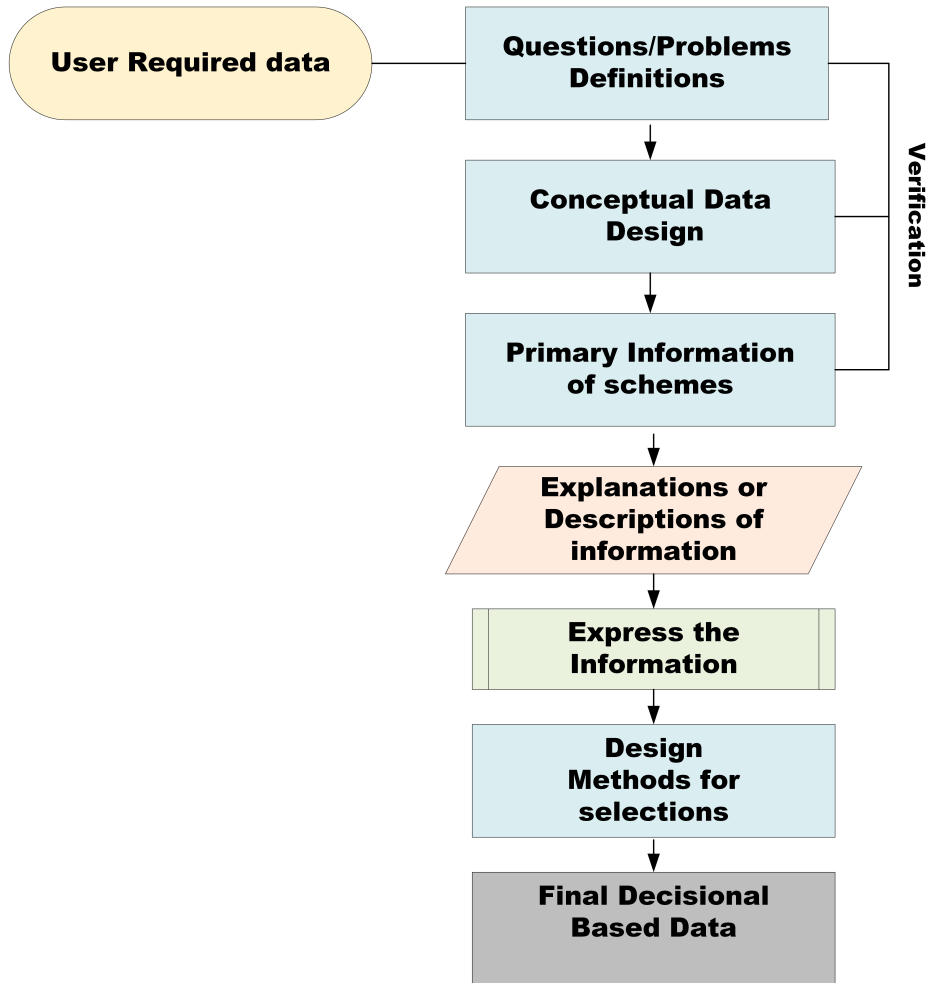 User Required data
Questions/Problems
Definitions
Verification
Conceptual Data
Design
Primary Information
of schemes
Explanations or
Descriptions of
information
Express the
Information
Design
Methods for
selections
Final Decisional
Based Data